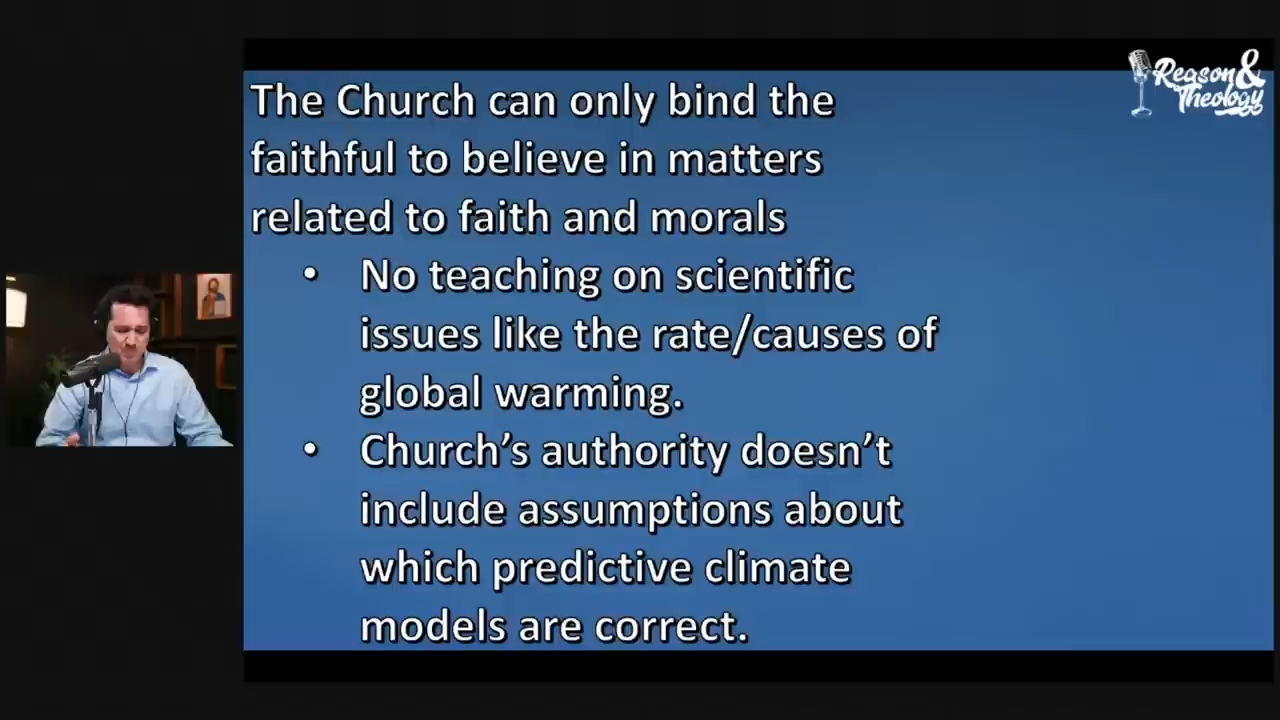 Reason &
Theology
The Church can only bind the
faithful to believe in matters
related to faith and morals
• No teaching on scientific
issues like the rate/causes of
global warming.
• Church’s authority doesn’t
include assumptions about
which predictive climate
models are correct.